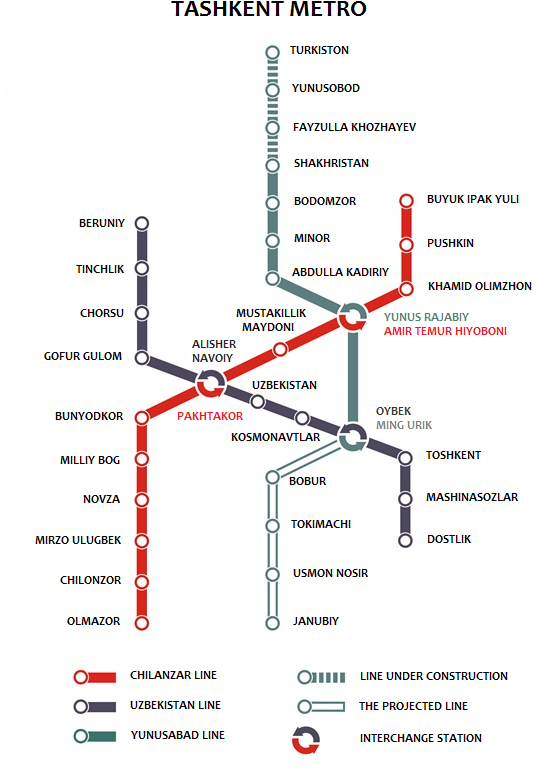 TASHKENT METRO
TURKISTON
YUNUSOBOD
FAYZULLA KHOZHAYEV
SHAKHRISTAN
BODOMZOR
MINOR
ABDULLA KADIRIY
BUYUK IPAK YULI
PUSHKIN
KHAMID OLIMZHON
YUNUS RAJABIY
AMIR TEMUR HIYOBONI
MUSTAKILLIK
MAYDONI
BERUNIY
TINCHLIK
CHORSU
GOFUR GULOM
ALISHER
NAVOIY
PAKHTAKOR
UZBEKISTAN
KOSMONAVTLAR
OYBEK
MING URIK
TOSHKENT
MASHINASOZLAR
DOSTLIK
BUNYODKOR
MILLIY BOG
NOVZA
MIRZO ULUGBEK
CHILONZOR
OLMAZOR
BOBUR
TOKIMACHI
USMON NOSIR
JANUBIY
CHILANZAR LINE
UZBEKISTAN LINE
YUNUSABAD LINE
LINE UNDER CONSTRUCTION
THE PROJECTED LINE
INTERCHANGE STATION